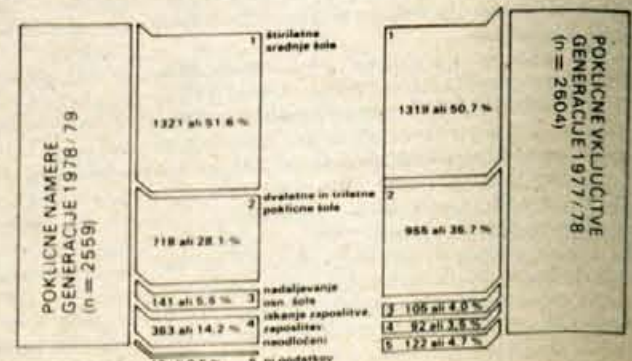 POKLICNE NAMERE
GENERACIJE 1978/79
(n = 2559)
1
1321 ali 51.6 %
2
718 ali 28.1 %
141 ali 5.5 % 3
363 ali 14.2 % 4
štiriletne
srednje šole
dveletne in triletne
poklicne šole
nadaljevanje
osn. šole
iskanje zaposlitve,
zaposlitev
neodločeni
ni podatkov
1
1319 ali 50.7 %
2
966 ali 36.7 %
3 105 ali 4.0 %
4 92 ali 3.5 %
5 122 ali 4.7 %
POKLICNE VKLJUČITVE
GENERACIJE 1977/78
(n = 2604)